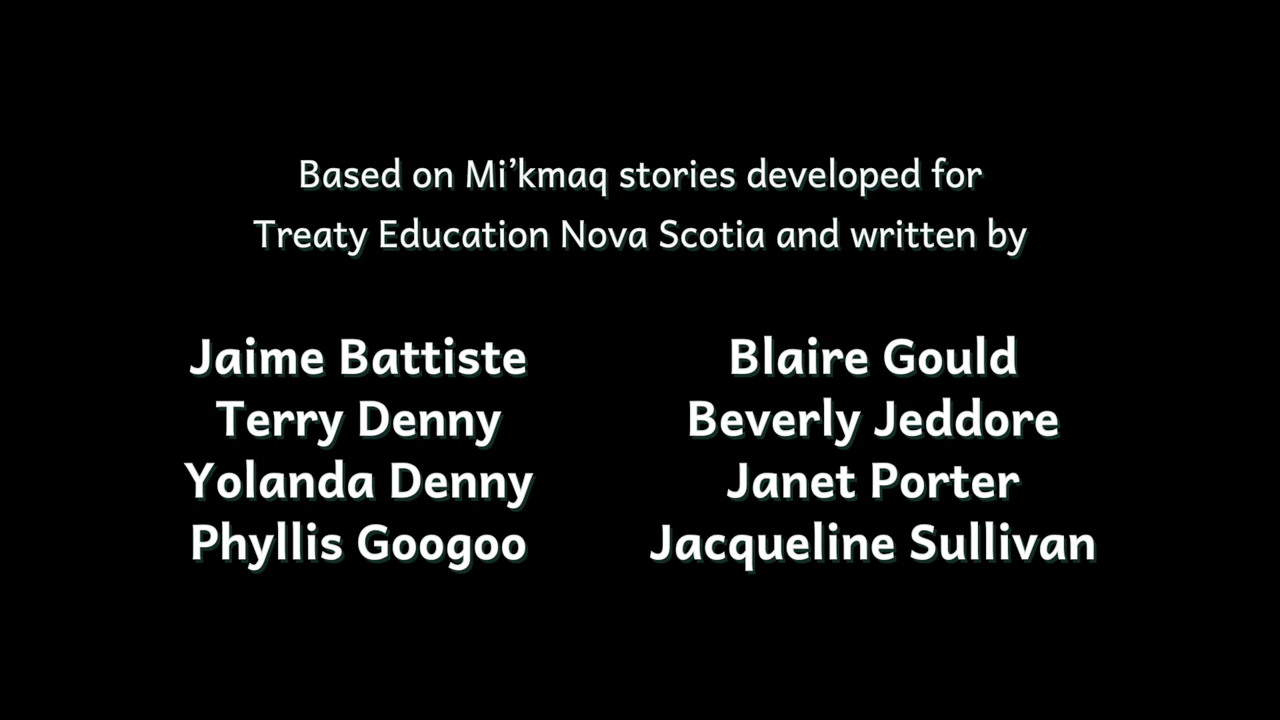 Based on Mi’kmaq stories developed for
Treaty Education Nova Scotia and written by
Jaime Battiste
Terry Denny
Yolanda Denny
Phyllis Googoo
Blaire Gould
Beverly Jeddore
Janet Porter
Jacqueline Sullivan